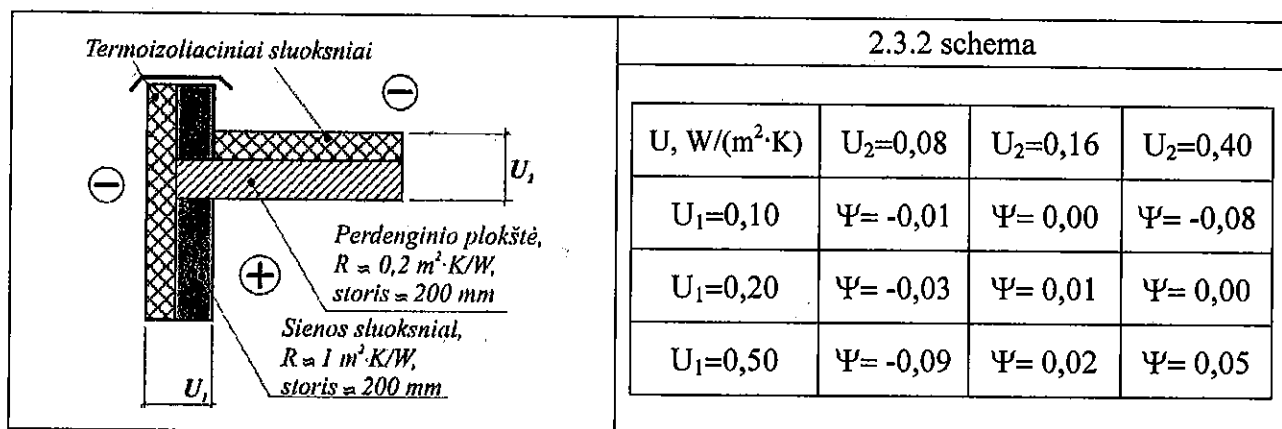 Termoizoliaciniai sluoksniai
U₂
Perdenginio plokštė,
R ≈ 0,2 m²·K/W,
storis ≈ 200 mm
Sienos sluoksniai,
R ≈ 1 m²·K/W,
storis ≈ 200 mm
U₁
2.3.2 schema
U, W/(m²·K) U₂=0,08 U₂=0,16 U₂=0,40
U₁=0,10 Ψ= -0,01 Ψ= 0,00 Ψ= -0,08
U₁=0,20 Ψ= -0,03 Ψ= 0,01 Ψ= 0,00
U₁=0,50 Ψ= -0,09 Ψ= 0,02 Ψ= 0,05